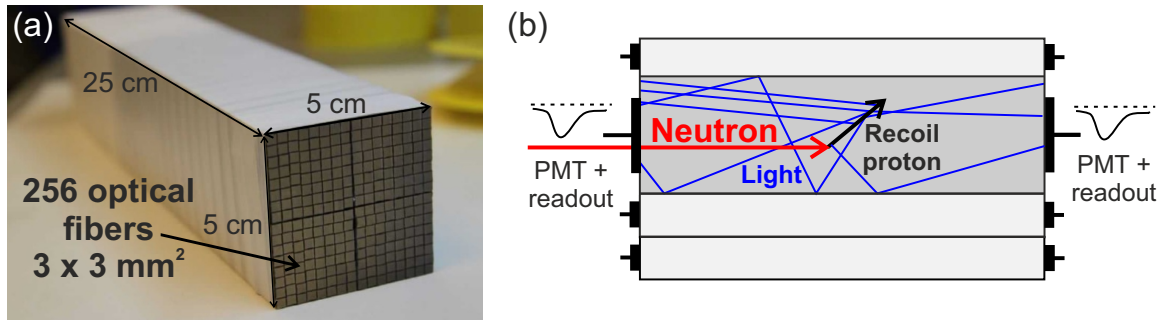 (a)
25 cm
5 cm
256 optical
fibers
3 x 3 mm²
5 cm
(b)
Neutron
PMT +
readout
Light
Recoil
proton
PMT +
readout